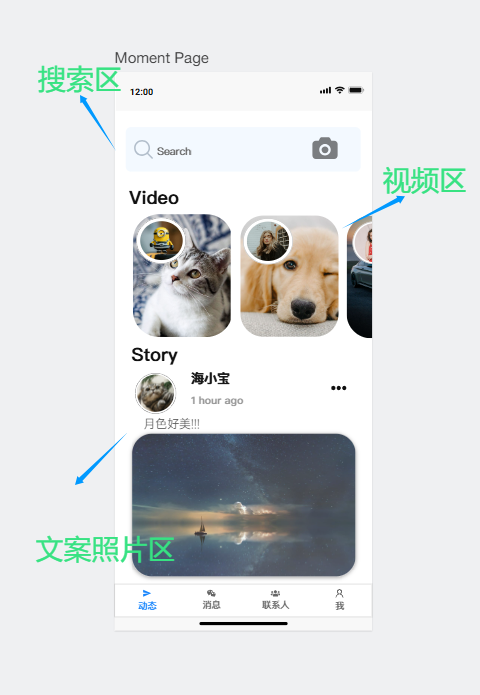 Moment Page
搜索区
12:00
Search
视频区
Video
Story
海小宝
1 hour ago
月色好美!!!
文案照片区
动态 消息 联系人 我